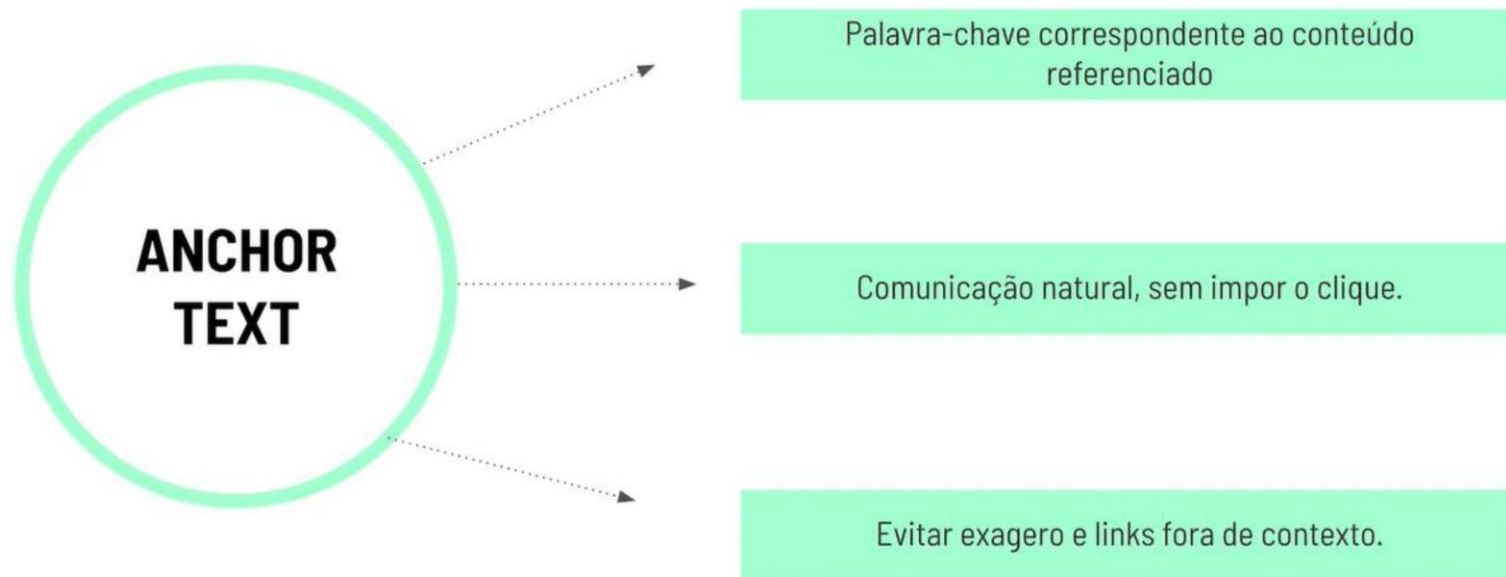 ANCHOR
TEXT
Palavra-chave correspondente ao conteúdo
referenciado
Comunicação natural, sem impor o clique.
Evitar exagero e links fora de contexto.